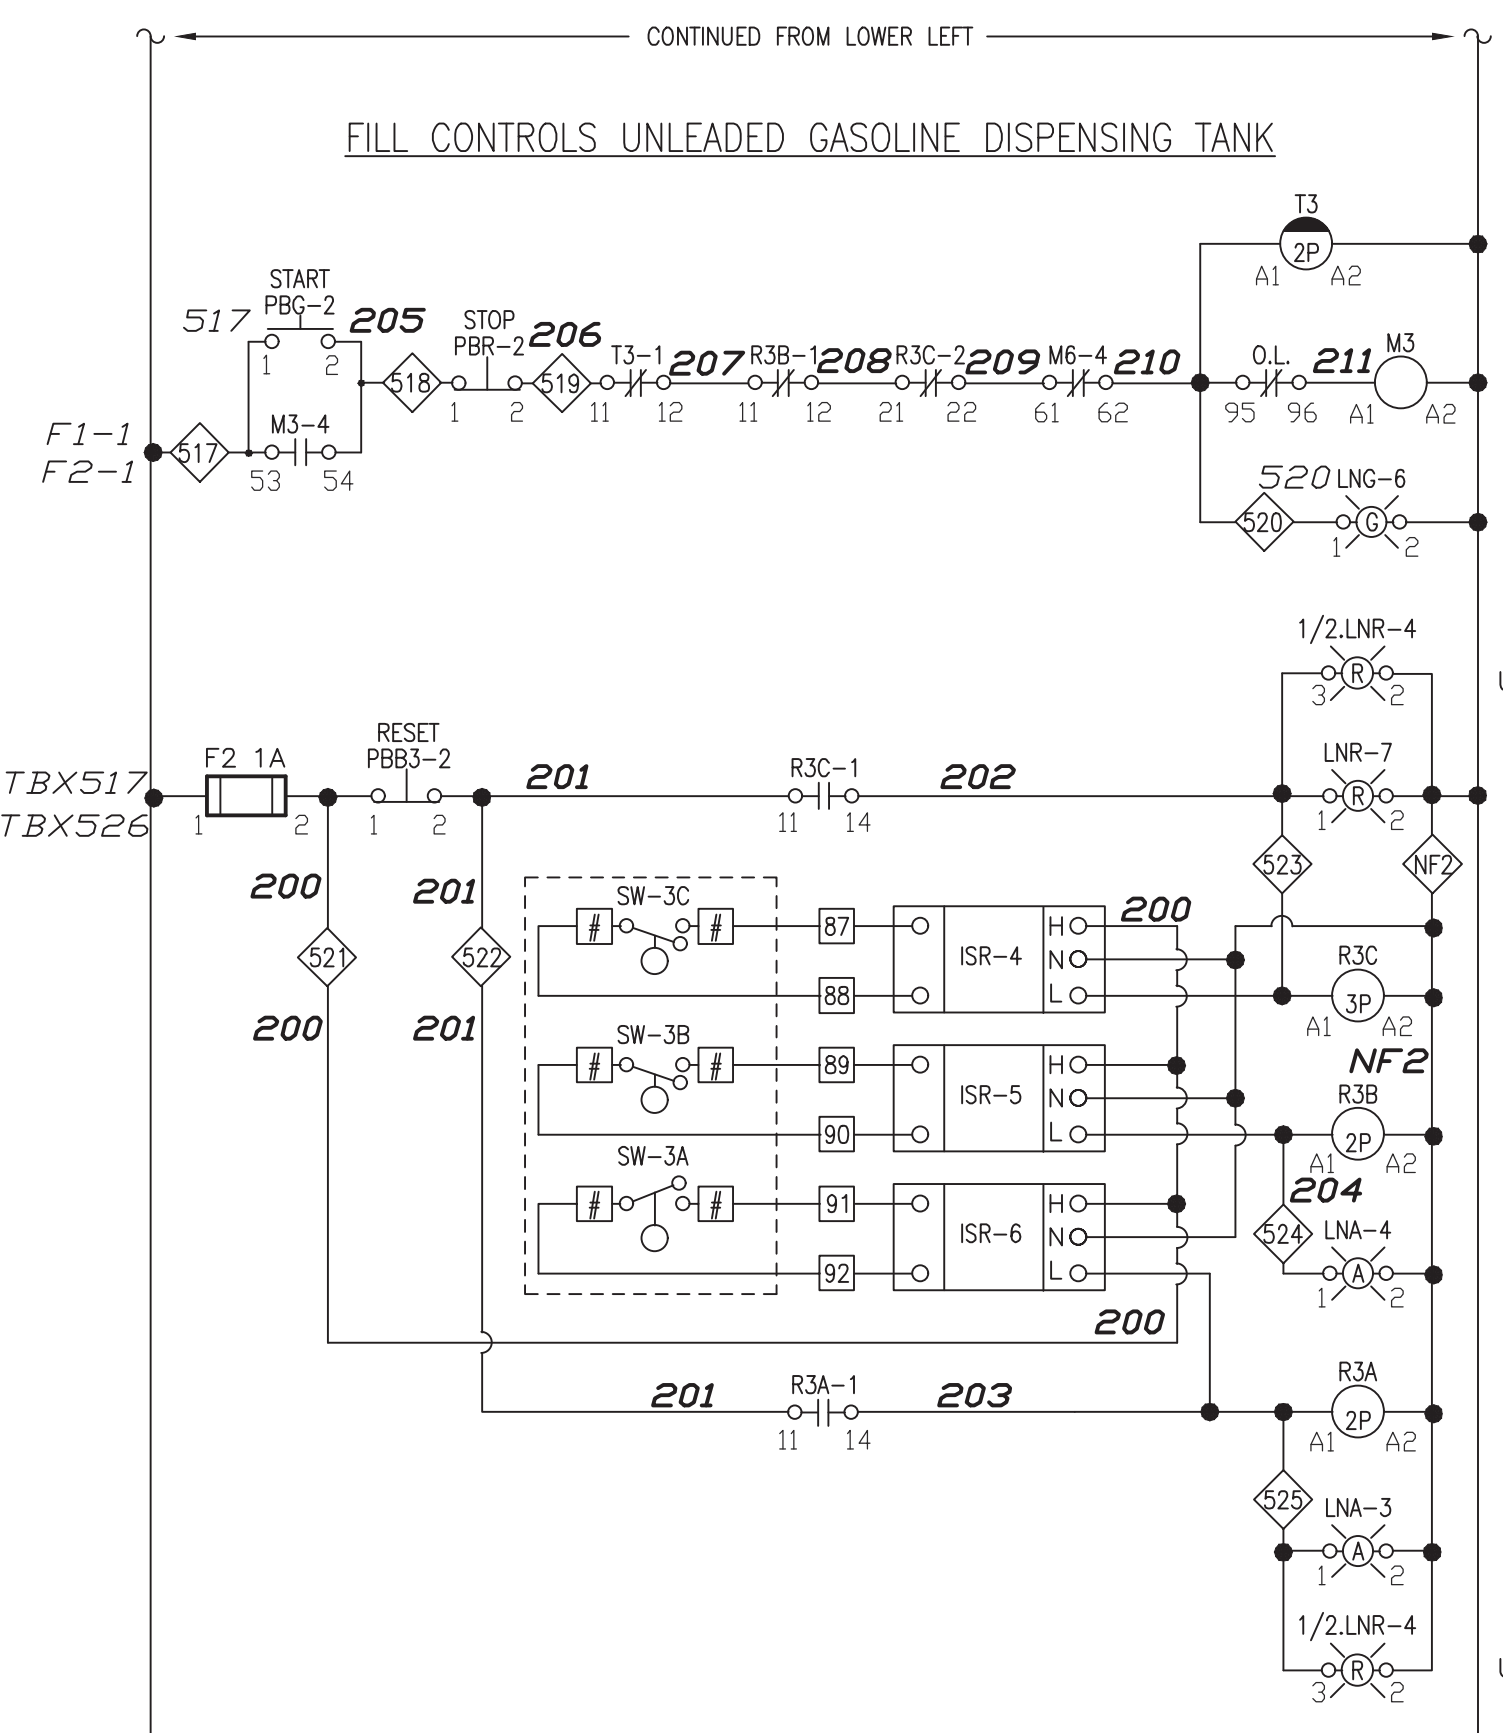 CONTINUED FROM LOWER LEFT
FILL CONTROLS UNLEADED GASOLINE DISPENSING TANK
T3
2P
A1 A2
START
PBG-2
517 205
1 2
STOP
PBR-2
206
518
1 2
519
T3-1
11 12
207
R3B-1
11 12
208
R3C-2
21 22
209
M6-4
61 62
210
O.L.
95 96
211
M3
A1 A2
F1-1
F2-1
517
M3-4
53 54
520 LNG-6
520
G
1 2
1/2.LNR-4
R
3 2
TBX517
TBX526
F2 1A
1 2
RESET
PBB3-2
1 2
201
R3C-1
11 14
202
LNR-7
R
1 2
523
NF2
200
201
521
522
200
201
SW-3C
# #
87
88
ISR-4
H
N
L
200
R3C
3P
A1 A2
NF2
SW-3B
# #
89
90
ISR-5
H
N
L
R3B
2P
A1 A2
204
SW-3A
# #
91
92
ISR-6
H
N
L
524
LNA-4
A
1 2
200
201
R3A-1
11 14
203
R3A
2P
A1 A2
525
LNA-3
A
1 2
1/2.LNR-4
R
3 2